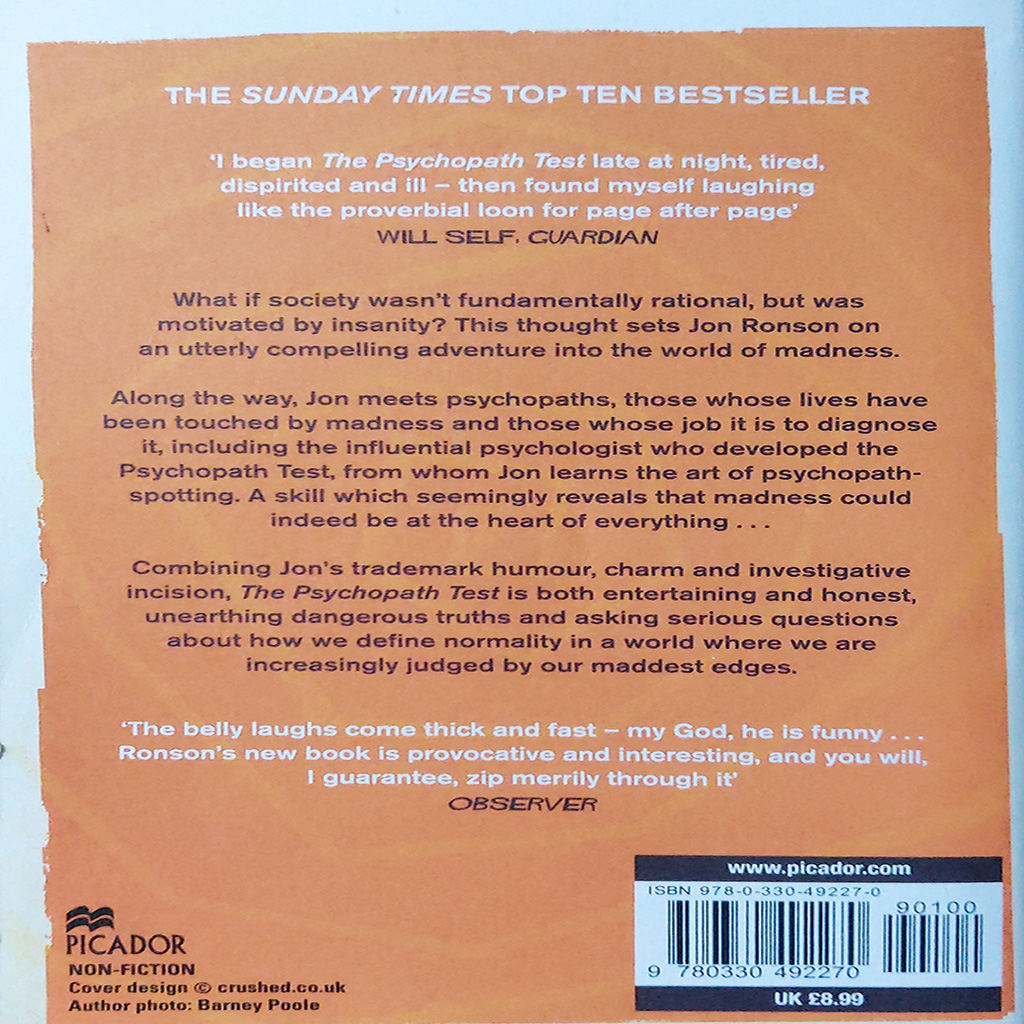 THE SUNDAY TIMES TOP TEN BESTSELLER
‘I began The Psychopath Test late at night, tired,
dispirited and ill – then found myself laughing
like the proverbial loon for page after page’
WILL SELF, GUARDIAN
What if society wasn’t fundamentally rational, but was
motivated by insanity? This thought sets Jon Ronson on
an utterly compelling adventure into the world of madness.
Along the way, Jon meets psychopaths, those whose lives have
been touched by madness and those whose job it is to diagnose
it, including the influential psychologist who developed the
Psychopath Test, from whom Jon learns the art of psychopath-
spotting. A skill which seemingly reveals that madness could
indeed be at the heart of everything . . .
Combining Jon’s trademark humour, charm and investigative
incision, The Psychopath Test is both entertaining and honest,
unearthing dangerous truths and asking serious questions
about how we define normality in a world where we are
increasingly judged by our maddest edges.
‘The belly laughs come thick and fast – my God, he is funny . . .
Ronson’s new book is provocative and interesting, and you will,
I guarantee, zip merrily through it’
OBSERVER
PICADOR
NON-FICTION
Cover design © crushed.co.uk
Author photo: Barney Poole
www.picador.com
ISBN 978-0-330-49227-0
90100
9 780330 492270
UK £8.99